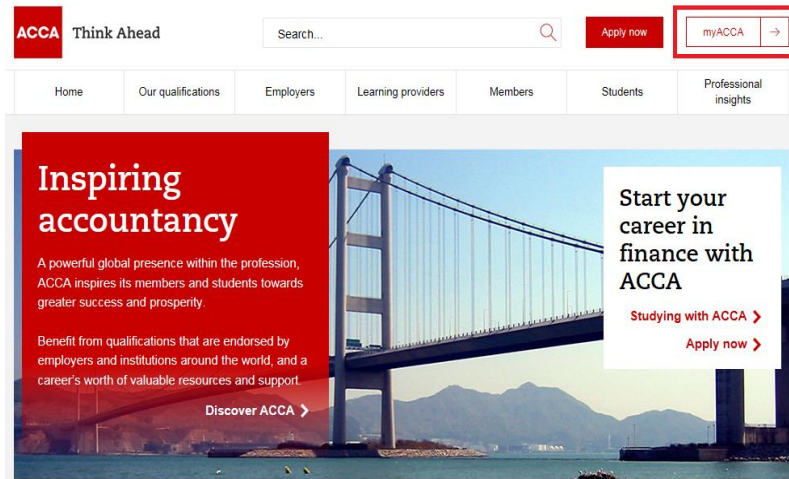 ACCA Think Ahead
Search...
Apply now
myACCA →
Home
Our qualifications
Employers
Learning providers
Members
Students
Professional
insights
Inspiring
accountancy
A powerful global presence within the profession,
ACCA inspires its members and students towards
greater success and prosperity.
Benefit from qualifications that are endorsed by
employers and institutions around the world, and a
career's worth of valuable resources and support.
Discover ACCA
Start your
career in
finance with
ACCA
Studying with ACCA
Apply now